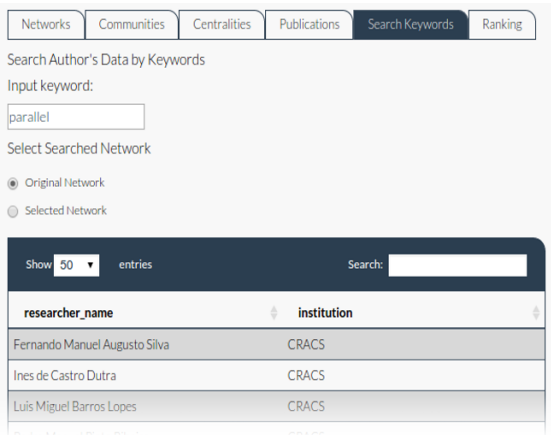 Networks Communities Centralities Publications Search Keywords Ranking
Search Author's Data by Keywords
Input keyword:
parallel
Select Searched Network
Original Network
Selected Network
Show 50 entries Search:
researcher_name institution
Fernando Manuel Augusto Silva CRACS
Ines de Castro Dutra CRACS
Luis Miguel Barros Lopes CRACS